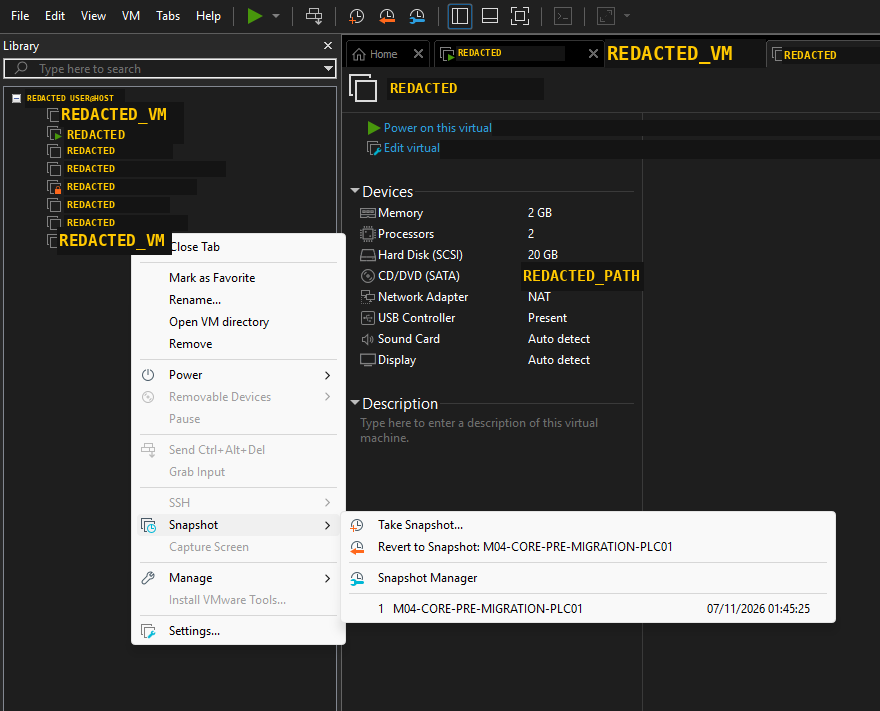 File Edit View VM Tabs Help
Library
Type here to search
Home
REDACTED
REDACTED_VM
REDACTED
REDACTED USER@HOST
REDACTED_VM
REDACTED
REDACTED
REDACTED
REDACTED
REDACTED
REDACTED
REDACTED_VM
REDACTED
Power on this virtual
Edit virtual
Devices
Memory 2 GB
Processors 2
Hard Disk (SCSI) 20 GB
CD/DVD (SATA) REDACTED_PATH
Network Adapter NAT
USB Controller Present
Sound Card Auto detect
Display Auto detect
Description
Type here to enter a description of this virtual
machine.
Close Tab
Mark as Favorite
Rename...
Open VM directory
Remove
Power
Removable Devices
Pause
Send Ctrl+Alt+Del
Grab Input
SSH
Snapshot
Capture Screen
Manage
Install VMware Tools...
Settings...
Take Snapshot...
Revert to Snapshot: M04-CORE-PRE-MIGRATION-PLC01
Snapshot Manager
1 M04-CORE-PRE-MIGRATION-PLC01 07/11/2026 01:45:25